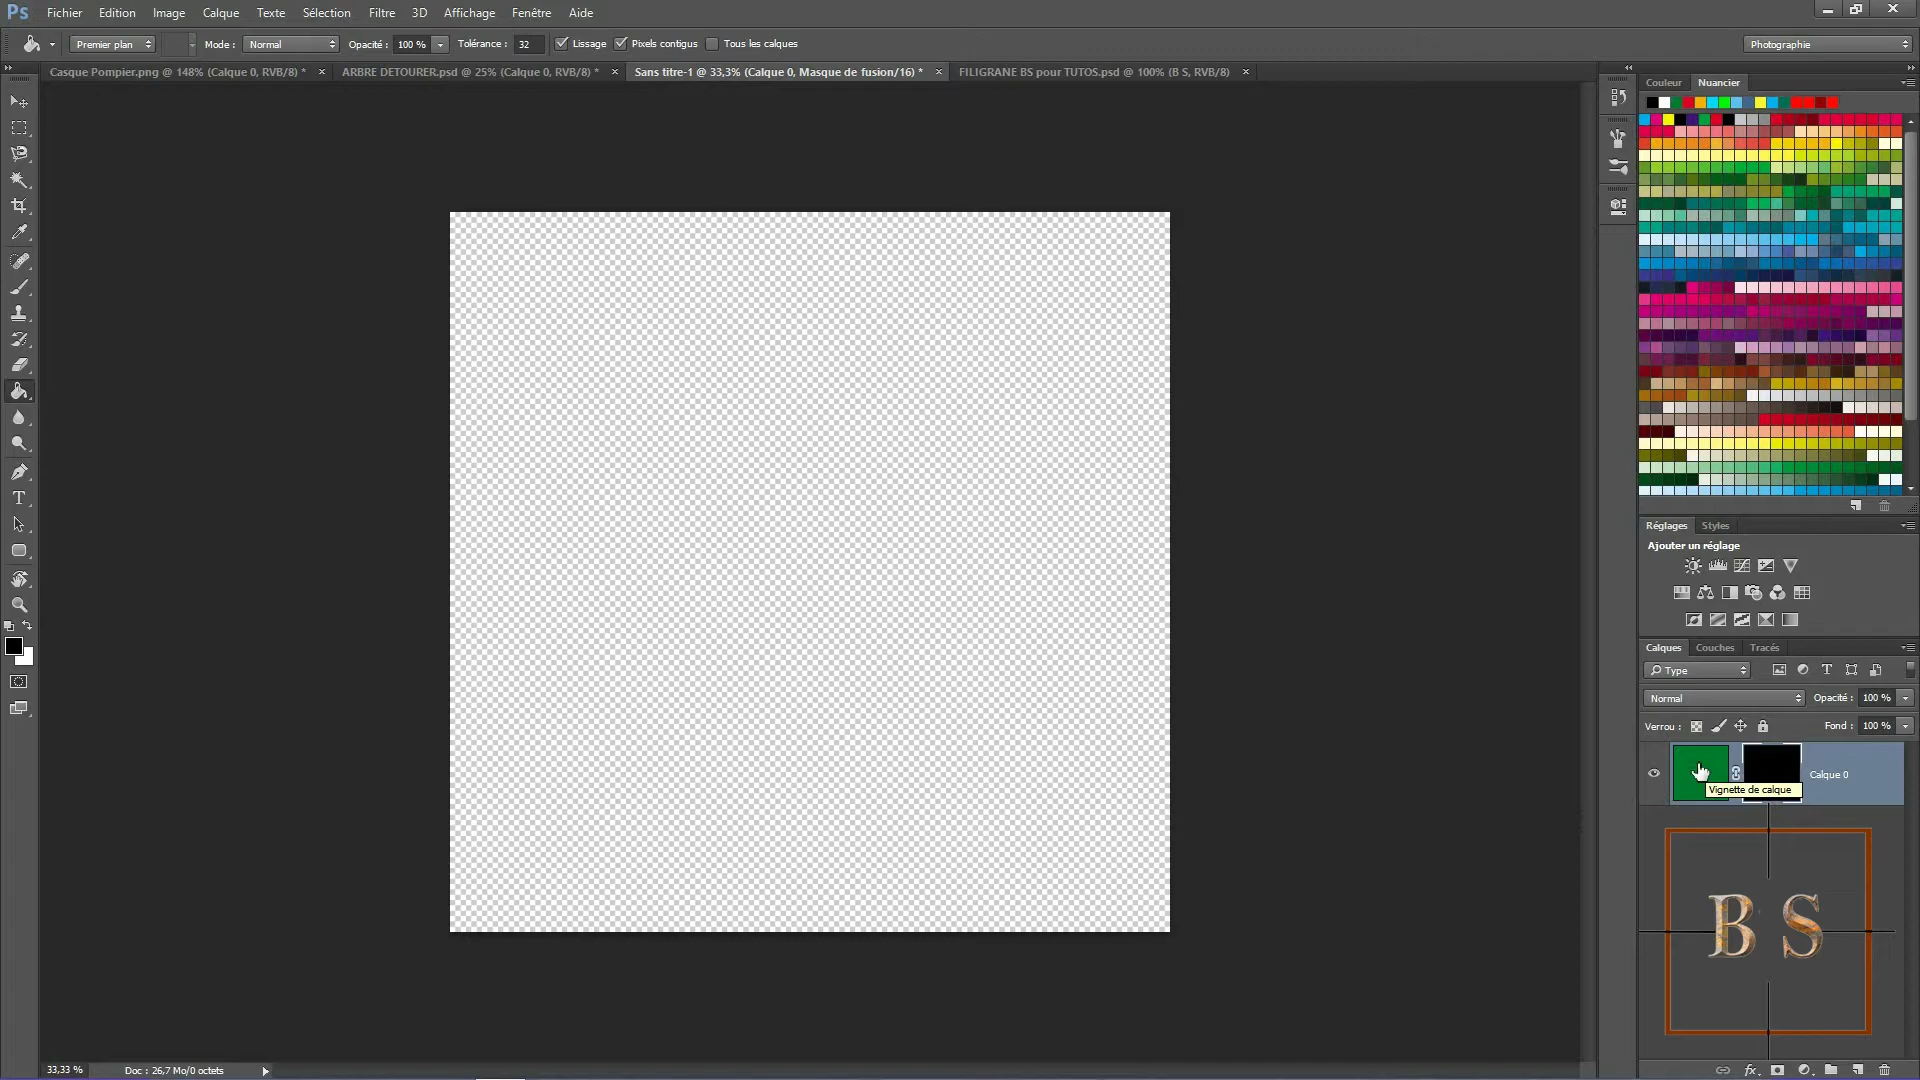 Ps Fichier Edition Image Calque Texte Sélection Filtre 3D Affichage Fenêtre Aide
Premier plan Mode : Normal Opacité : 100 % Tolérance : 32 Lissage Pixels contigus Tous les calques Photographie
Casque Pompier.png @ 148% (Calque 0, RVB/8) * × ARBRE DETOURER.psd @ 25% (Calque 0, RVB/8) * × Sans titre-1 @ 33,3% (Calque 0, Masque de fusion/16) * × FILIGRANE BS pour TUTOS.psd @ 100% (B S, RVB/8) ×
Couleur Nuancier
Réglages Styles
Ajouter un réglage
Calques Couches Tracés
Type
Normal Opacité : 100 %
Verrou : Fond : 100 %
Calque 0
Vignette de calque
B S
33,33 % Doc : 26,7 Mo/0 octets